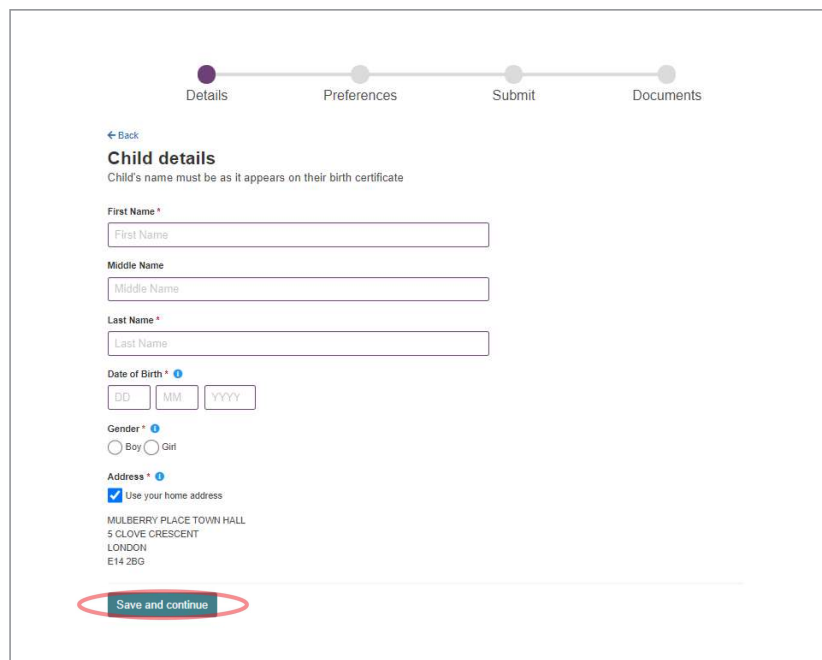 Details Preferences Submit Documents
← Back
Child details
Child's name must be as it appears on their birth certificate
First Name *
First Name
Middle Name
Middle Name
Last Name *
Last Name
Date of Birth * i
DD MM YYYY
Gender * i
Boy Girl
Address * i
Use your home address
MULBERRY PLACE TOWN HALL
5 CLOVE CRESCENT
LONDON
E14 2BG
Save and continue